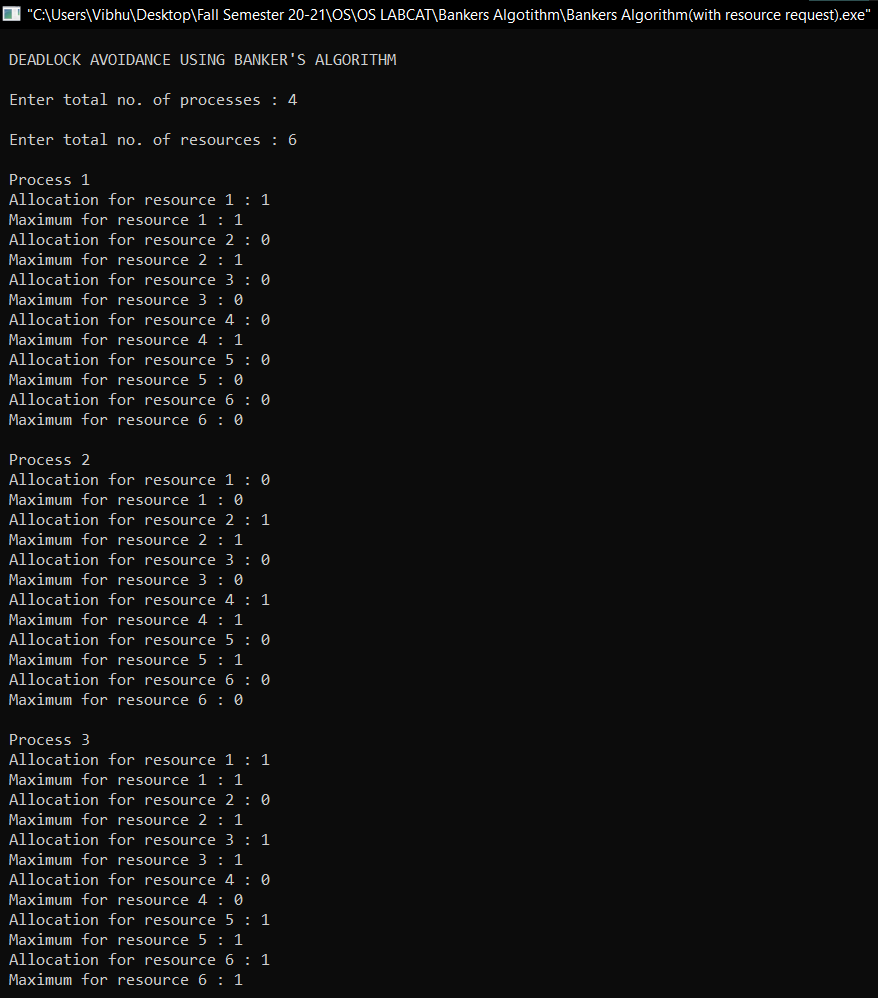 "C:\Users\Vibhu\Desktop\Fall Semester 20-21\OS\OS LABCAT\Bankers Algotithm\Bankers Algorithm(with resource request).exe"
DEADLOCK AVOIDANCE USING BANKER'S ALGORITHM
Enter total no. of processes : 4
Enter total no. of resources : 6
Process 1
Allocation for resource 1 : 1
Maximum for resource 1 : 1
Allocation for resource 2 : 0
Maximum for resource 2 : 1
Allocation for resource 3 : 0
Maximum for resource 3 : 0
Allocation for resource 4 : 0
Maximum for resource 4 : 1
Allocation for resource 5 : 0
Maximum for resource 5 : 0
Allocation for resource 6 : 0
Maximum for resource 6 : 0
Process 2
Allocation for resource 1 : 0
Maximum for resource 1 : 0
Allocation for resource 2 : 1
Maximum for resource 2 : 1
Allocation for resource 3 : 0
Maximum for resource 3 : 0
Allocation for resource 4 : 1
Maximum for resource 4 : 1
Allocation for resource 5 : 0
Maximum for resource 5 : 1
Allocation for resource 6 : 0
Maximum for resource 6 : 0
Process 3
Allocation for resource 1 : 1
Maximum for resource 1 : 1
Allocation for resource 2 : 0
Maximum for resource 2 : 1
Allocation for resource 3 : 1
Maximum for resource 3 : 1
Allocation for resource 4 : 0
Maximum for resource 4 : 0
Allocation for resource 5 : 1
Maximum for resource 5 : 1
Allocation for resource 6 : 1
Maximum for resource 6 : 1